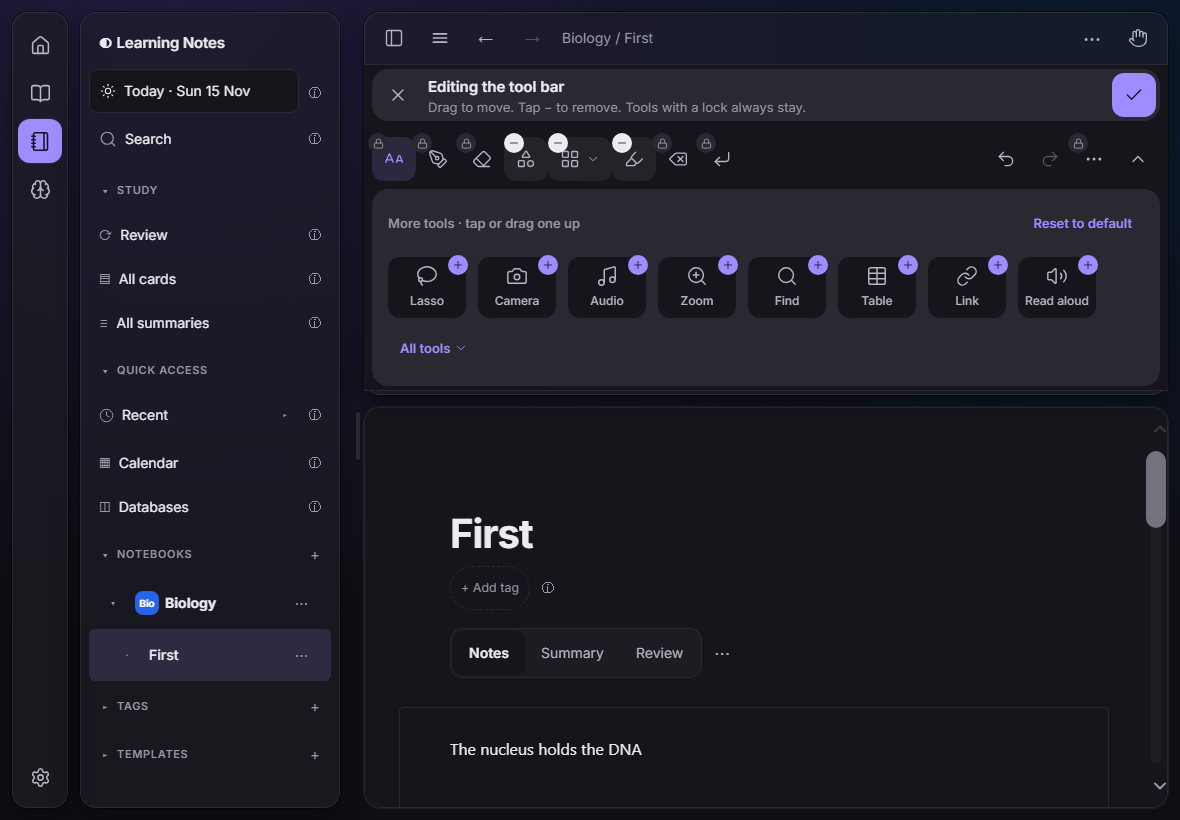 Learning Notes
Today · Sun 15 Nov
Search
STUDY
Review
All cards
All summaries
QUICK ACCESS
Recent
Calendar
Databases
NOTEBOOKS
Bio Biology
First
TAGS
TEMPLATES
Biology / First
Editing the tool bar
Drag to move. Tap − to remove. Tools with a lock always stay.
AA
More tools · tap or drag one up
Reset to default
Lasso
Camera
Audio
Zoom
Find
Table
Link
Read aloud
All tools
First
+ Add tag
Notes
Summary
Review
The nucleus holds the DNA